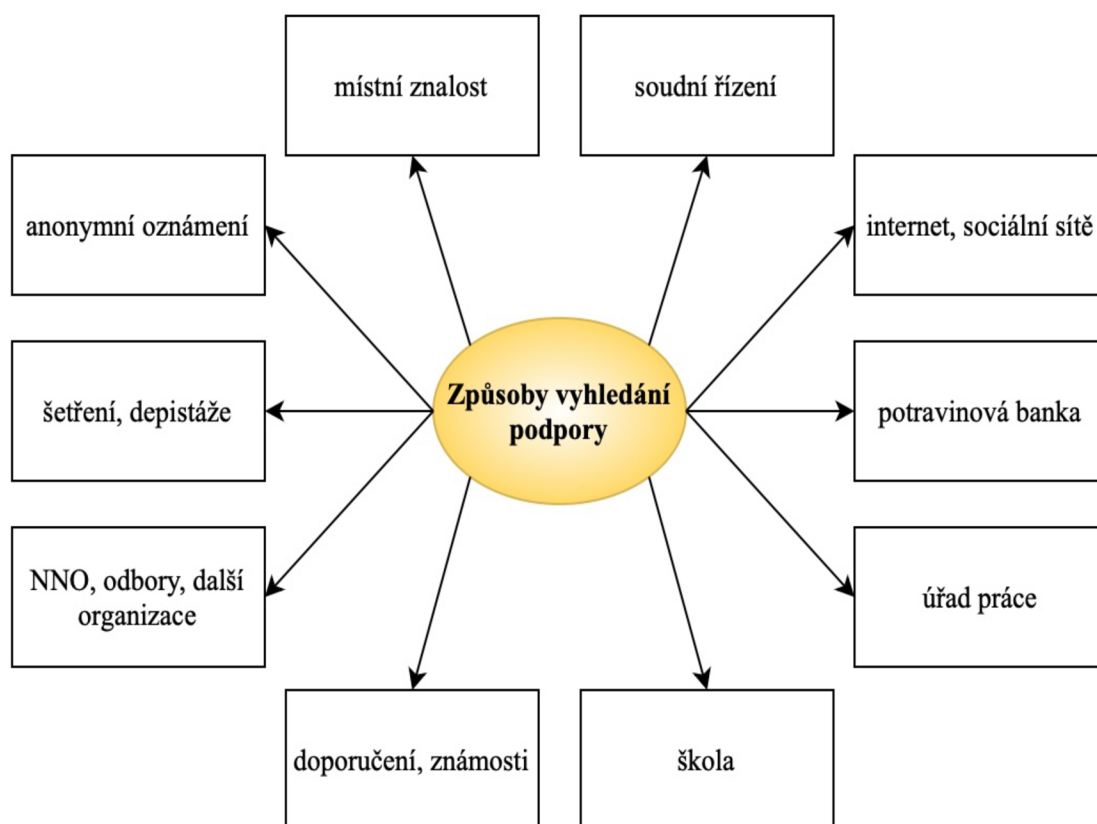 místní znalost
soudní řízení
anonymní oznámení
internet, sociální sítě
Způsoby vyhledání
podpory
šetření, depistáže
potravinová banka
NNO, odbory, další
organizace
úřad práce
doporučení, známosti
škola